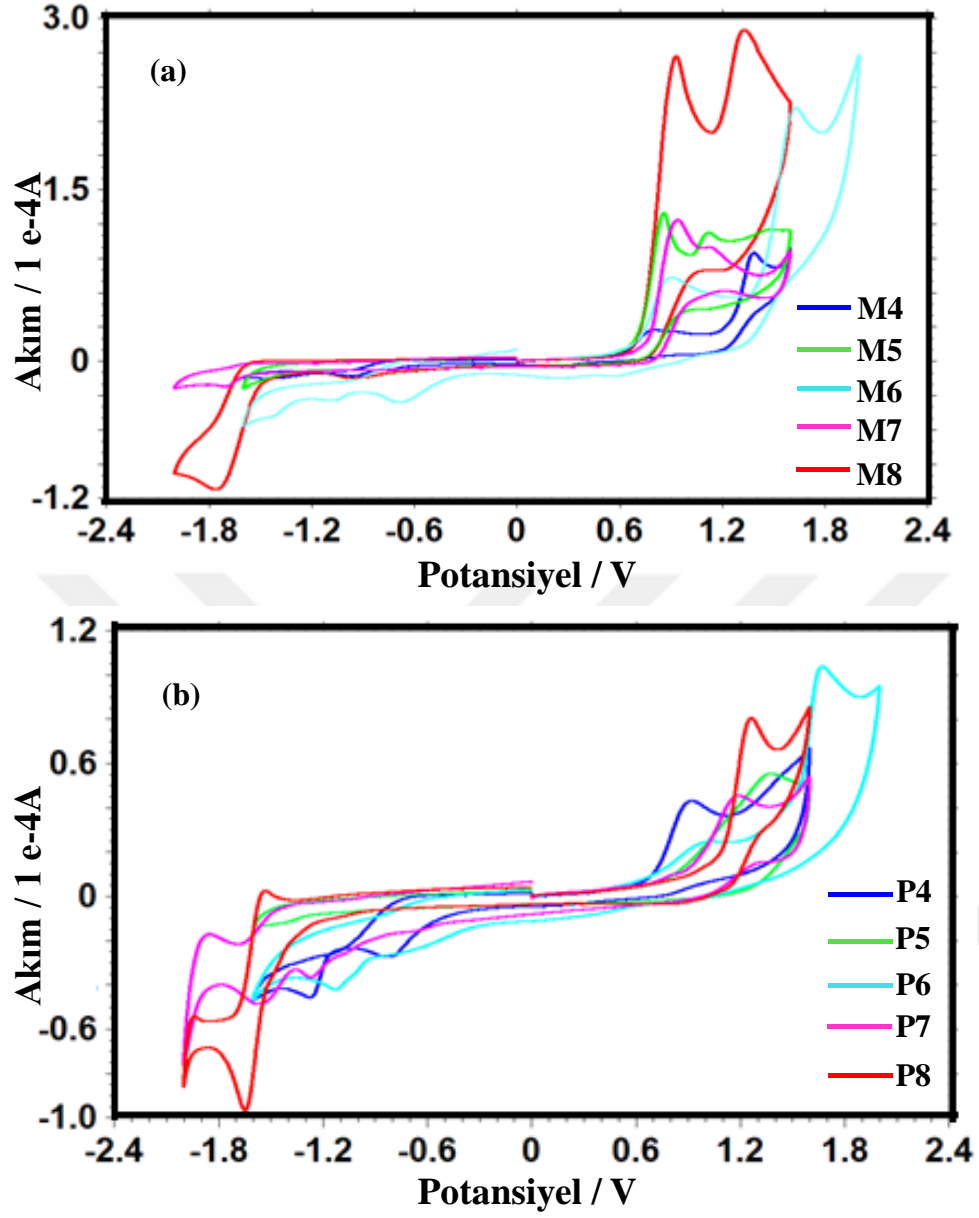 3.0
(a)
Akm / 1 e-4A
1.5
0
-1.2
M4
M5
M6
M7
M8
-2.4 -1.8 -1.2 -0.6 0 0.6 1.2 1.8 2.4
Potansiyel / V
1.2
(b)
Akm / 1 e-4A
0.6
0
-0.6
-1.0
P4
P5
P6
P7
P8
-2.4 -1.8 -1.2 -0.6 0 0.6 1.2 1.8 2.4
Potansiyel / V